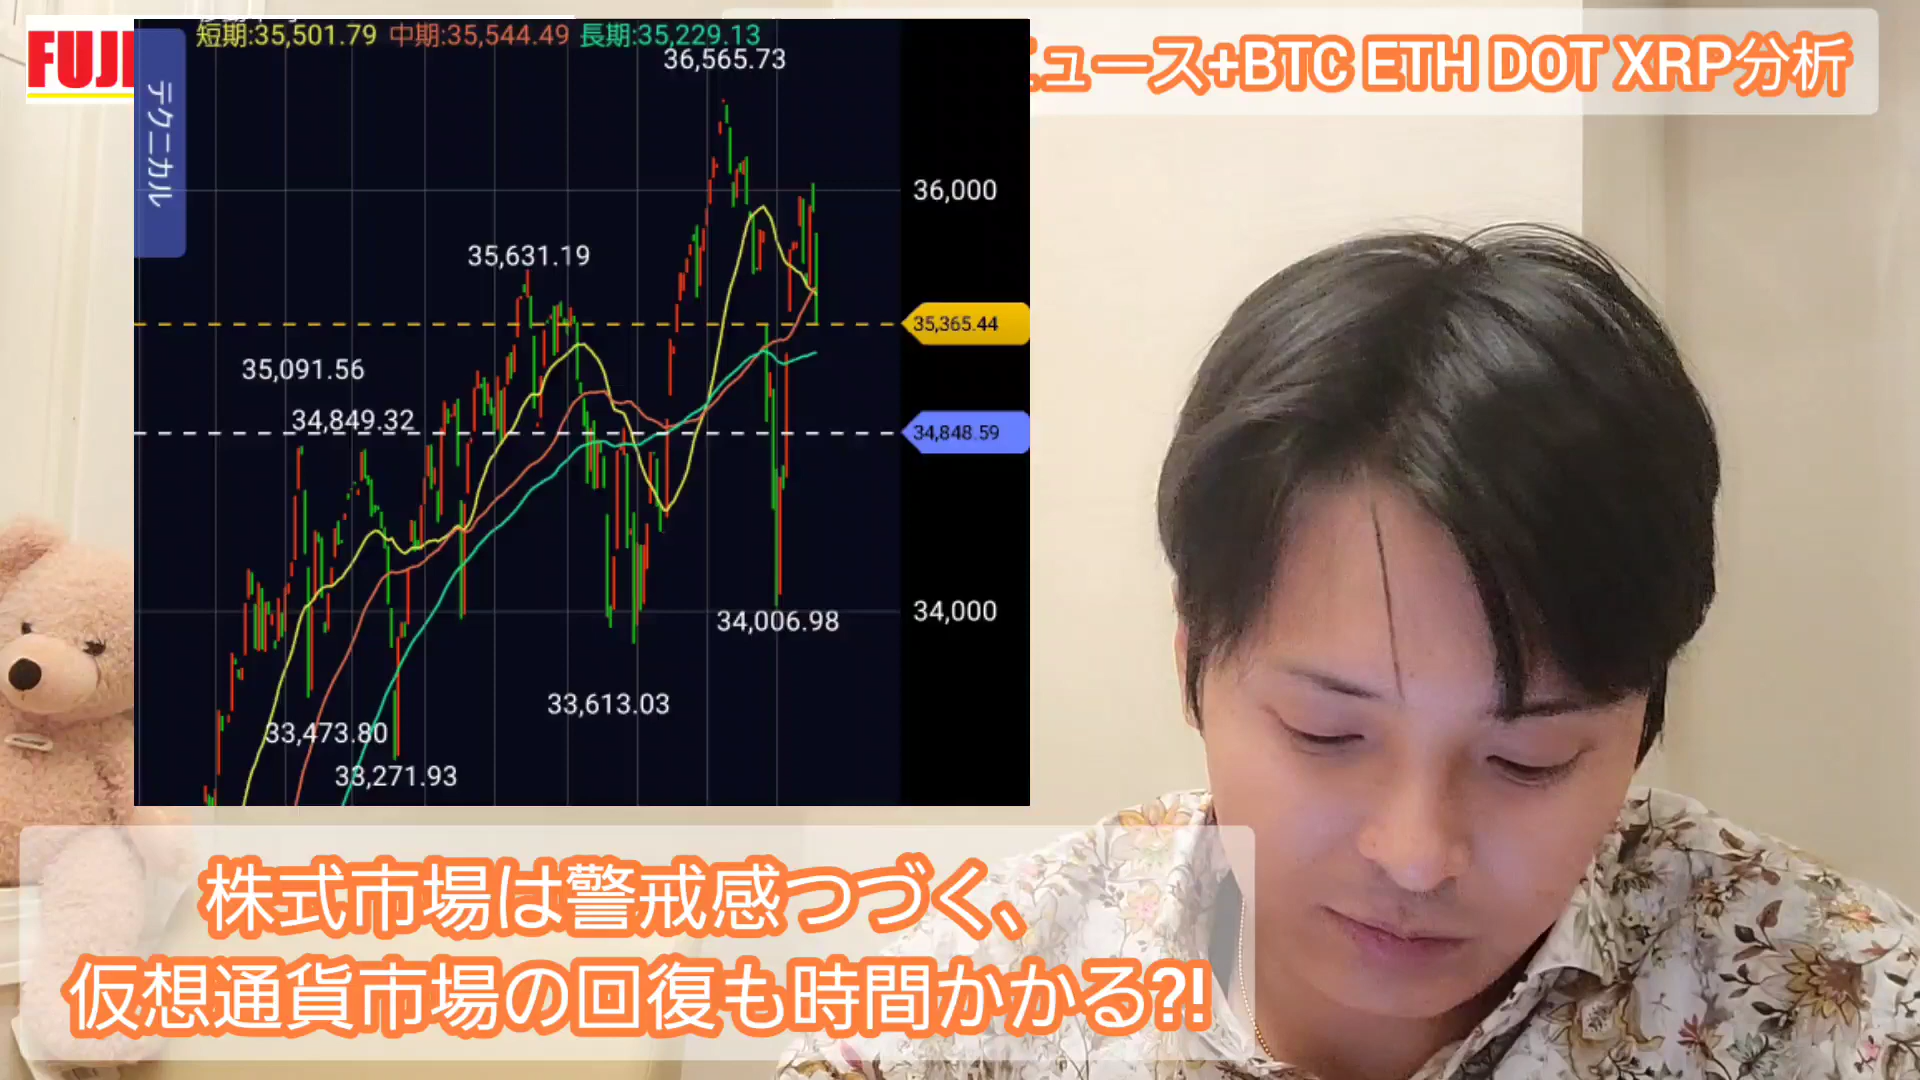 FUJ
ュース+BTC ETH DOT XRP分析
テクニカル
短期:35,501.79 中期:35,544.49 長期:35,229.13
36,565.73
36,000
35,631.19
35,365.44
35,091.56
34,849.32
34,848.59
34,000
34,006.98
33,613.03
33,473.80
33,271.93
株式市場は警戒感つづく、
仮想通貨市場の回復も時間かかる?!